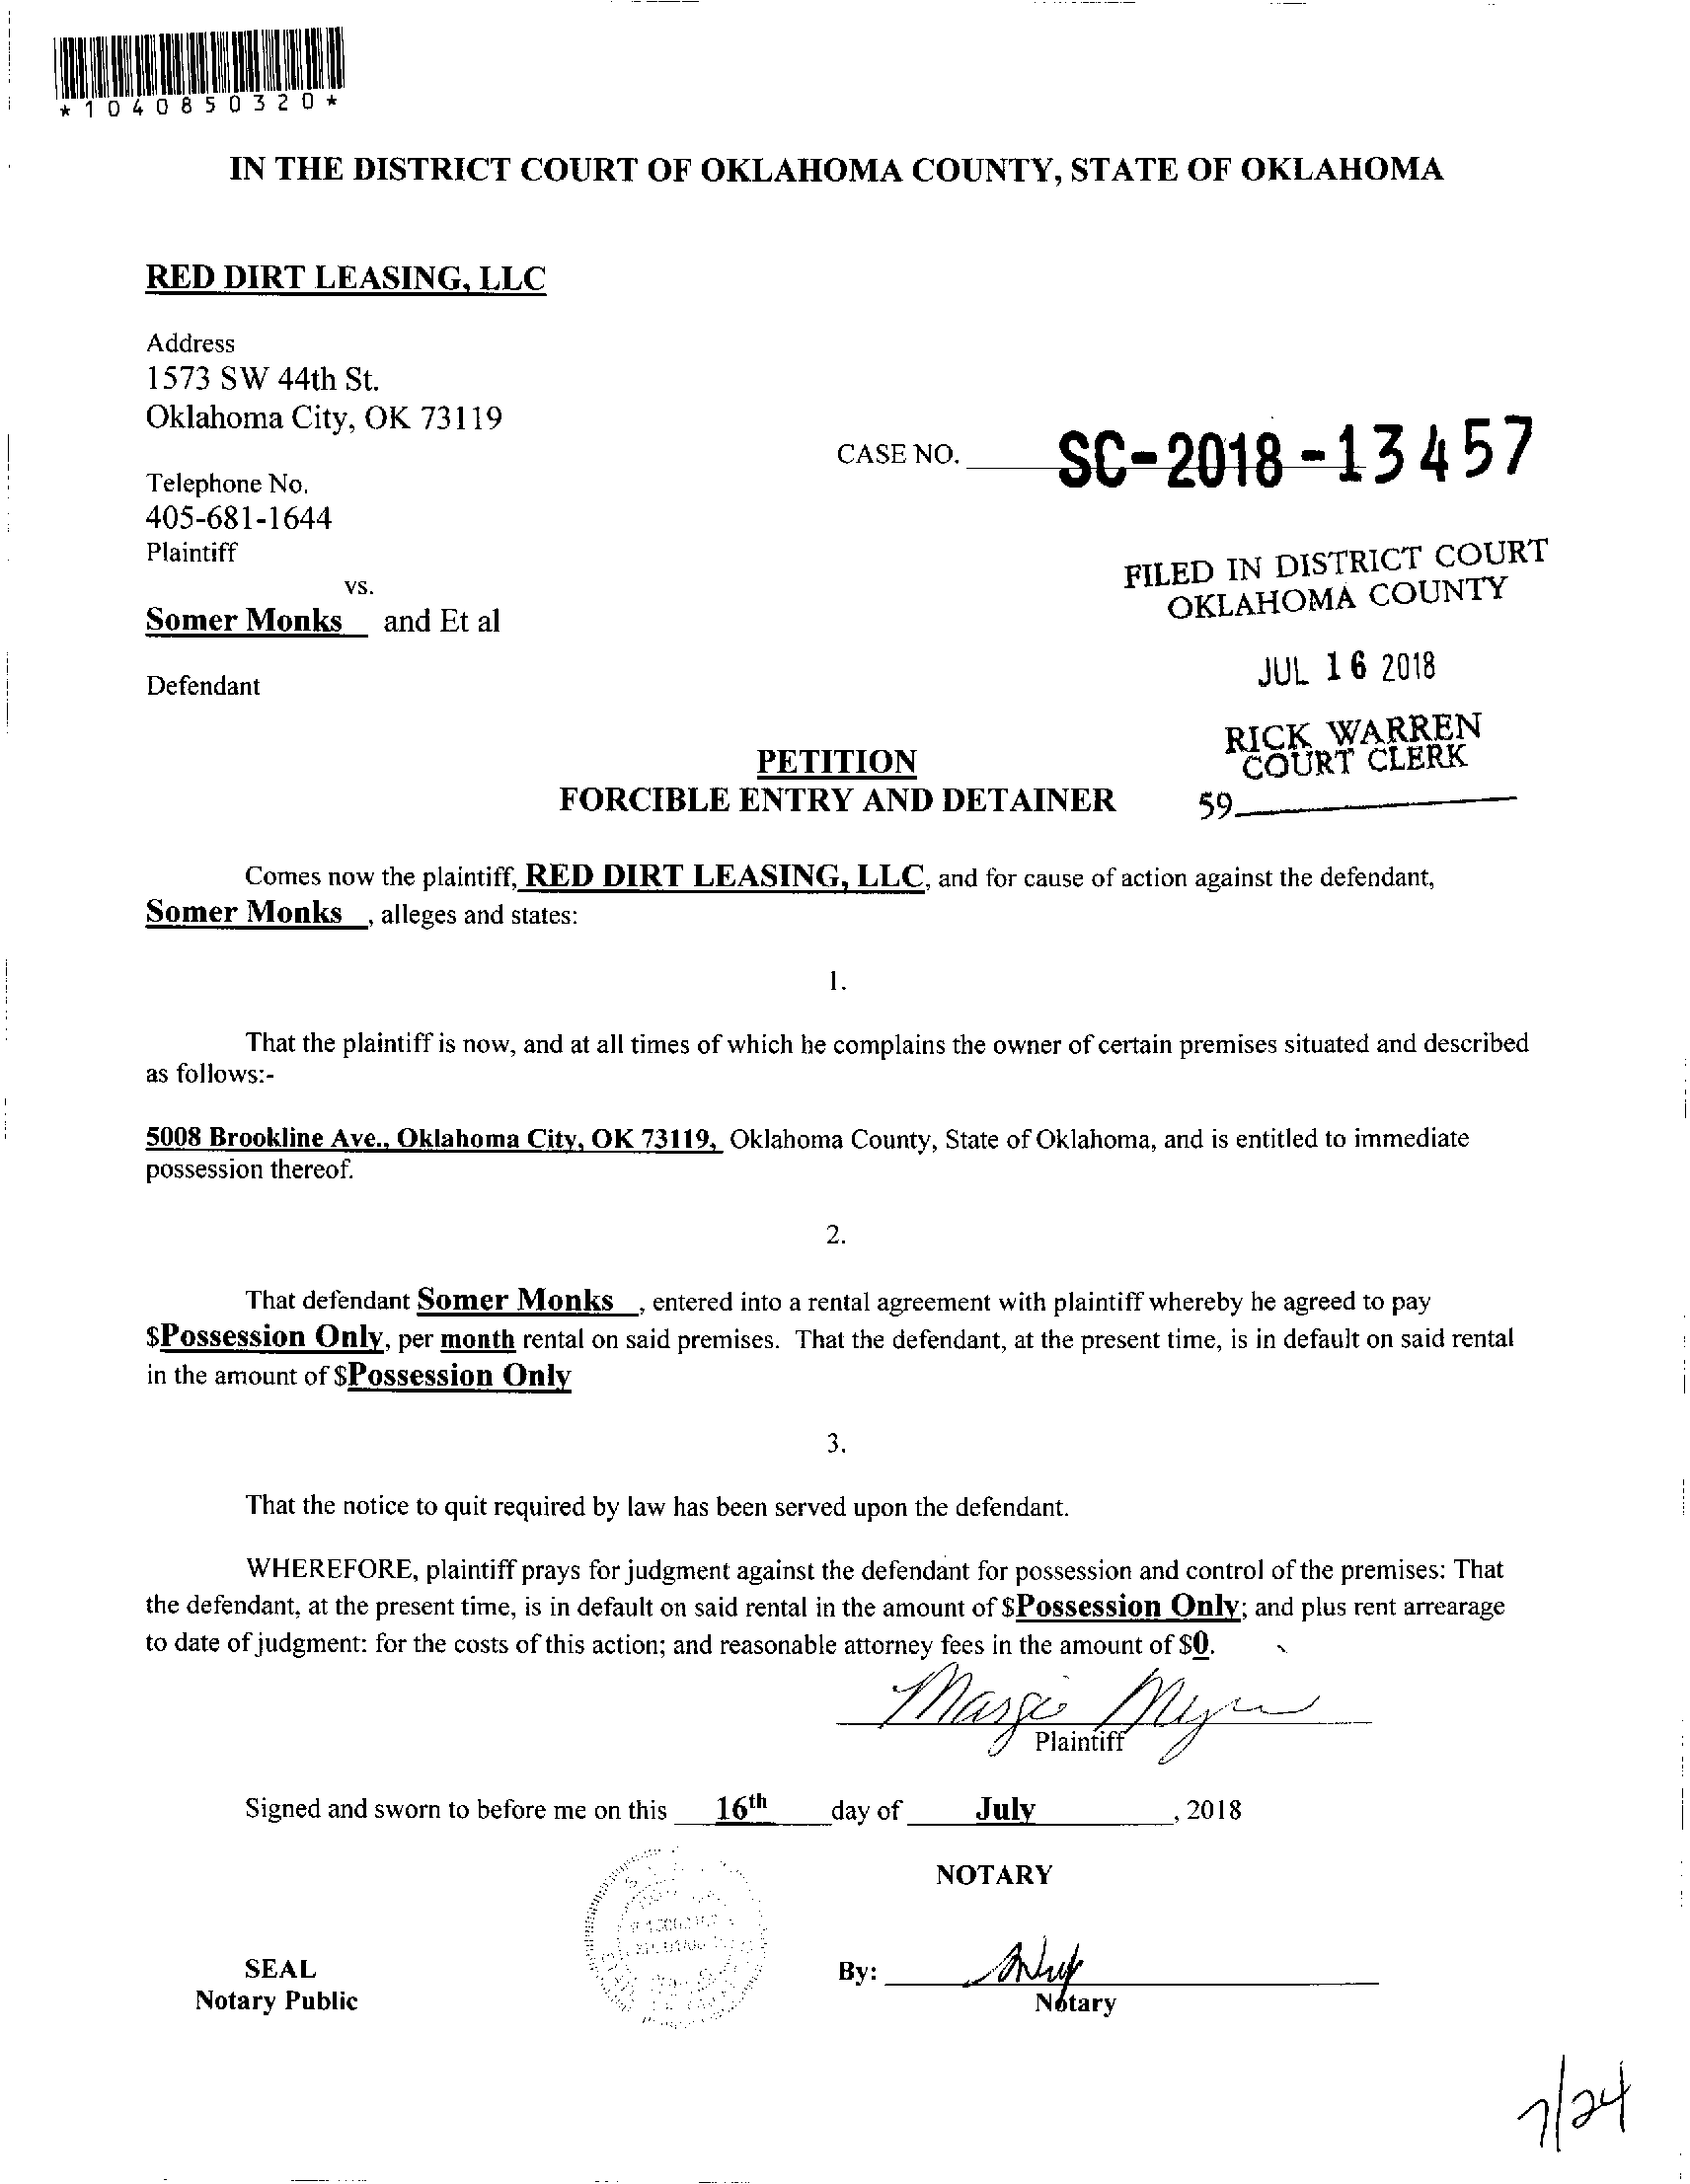 *1040850320*
IN THE DISTRICT COURT OF OKLAHOMA COUNTY, STATE OF OKLAHOMA
RED DIRT LEASING, LLC
Address
1573 SW 44th St.
Oklahoma City, OK 73119
CASE NO. SC-2018-13457
Telephone No.
405-681-1644
Plaintiff
vs.
Somer Monks and Et al
Defendant
FILED IN DISTRICT COURT
OKLAHOMA COUNTY
JUL 16 2018
RICK WARREN
COURT CLERK
59
PETITION
FORCIBLE ENTRY AND DETAINER
Comes now the plaintiff, RED DIRT LEASING, LLC, and for cause of action against the defendant,
Somer Monks , alleges and states:
1.
That the plaintiff is now, and at all times of which he complains the owner of certain premises situated and described
as follows:-
5008 Brookline Ave., Oklahoma City, OK 73119, Oklahoma County, State of Oklahoma, and is entitled to immediate
possession thereof.
2.
That defendant Somer Monks , entered into a rental agreement with plaintiff whereby he agreed to pay
$Possession Only, per month rental on said premises. That the defendant, at the present time, is in default on said rental
in the amount of $Possession Only
3.
That the notice to quit required by law has been served upon the defendant.
WHEREFORE, plaintiff prays for judgment against the defendant for possession and control of the premises: That
the defendant, at the present time, is in default on said rental in the amount of $Possession Only; and plus rent arrearage
to date of judgment: for the costs of this action; and reasonable attorney fees in the amount of $0.
Margie
Plaintiff
Signed and sworn to before me on this 16th day of July , 2018
NOTARY
SEAL
Notary Public
By:
Notary
7/24